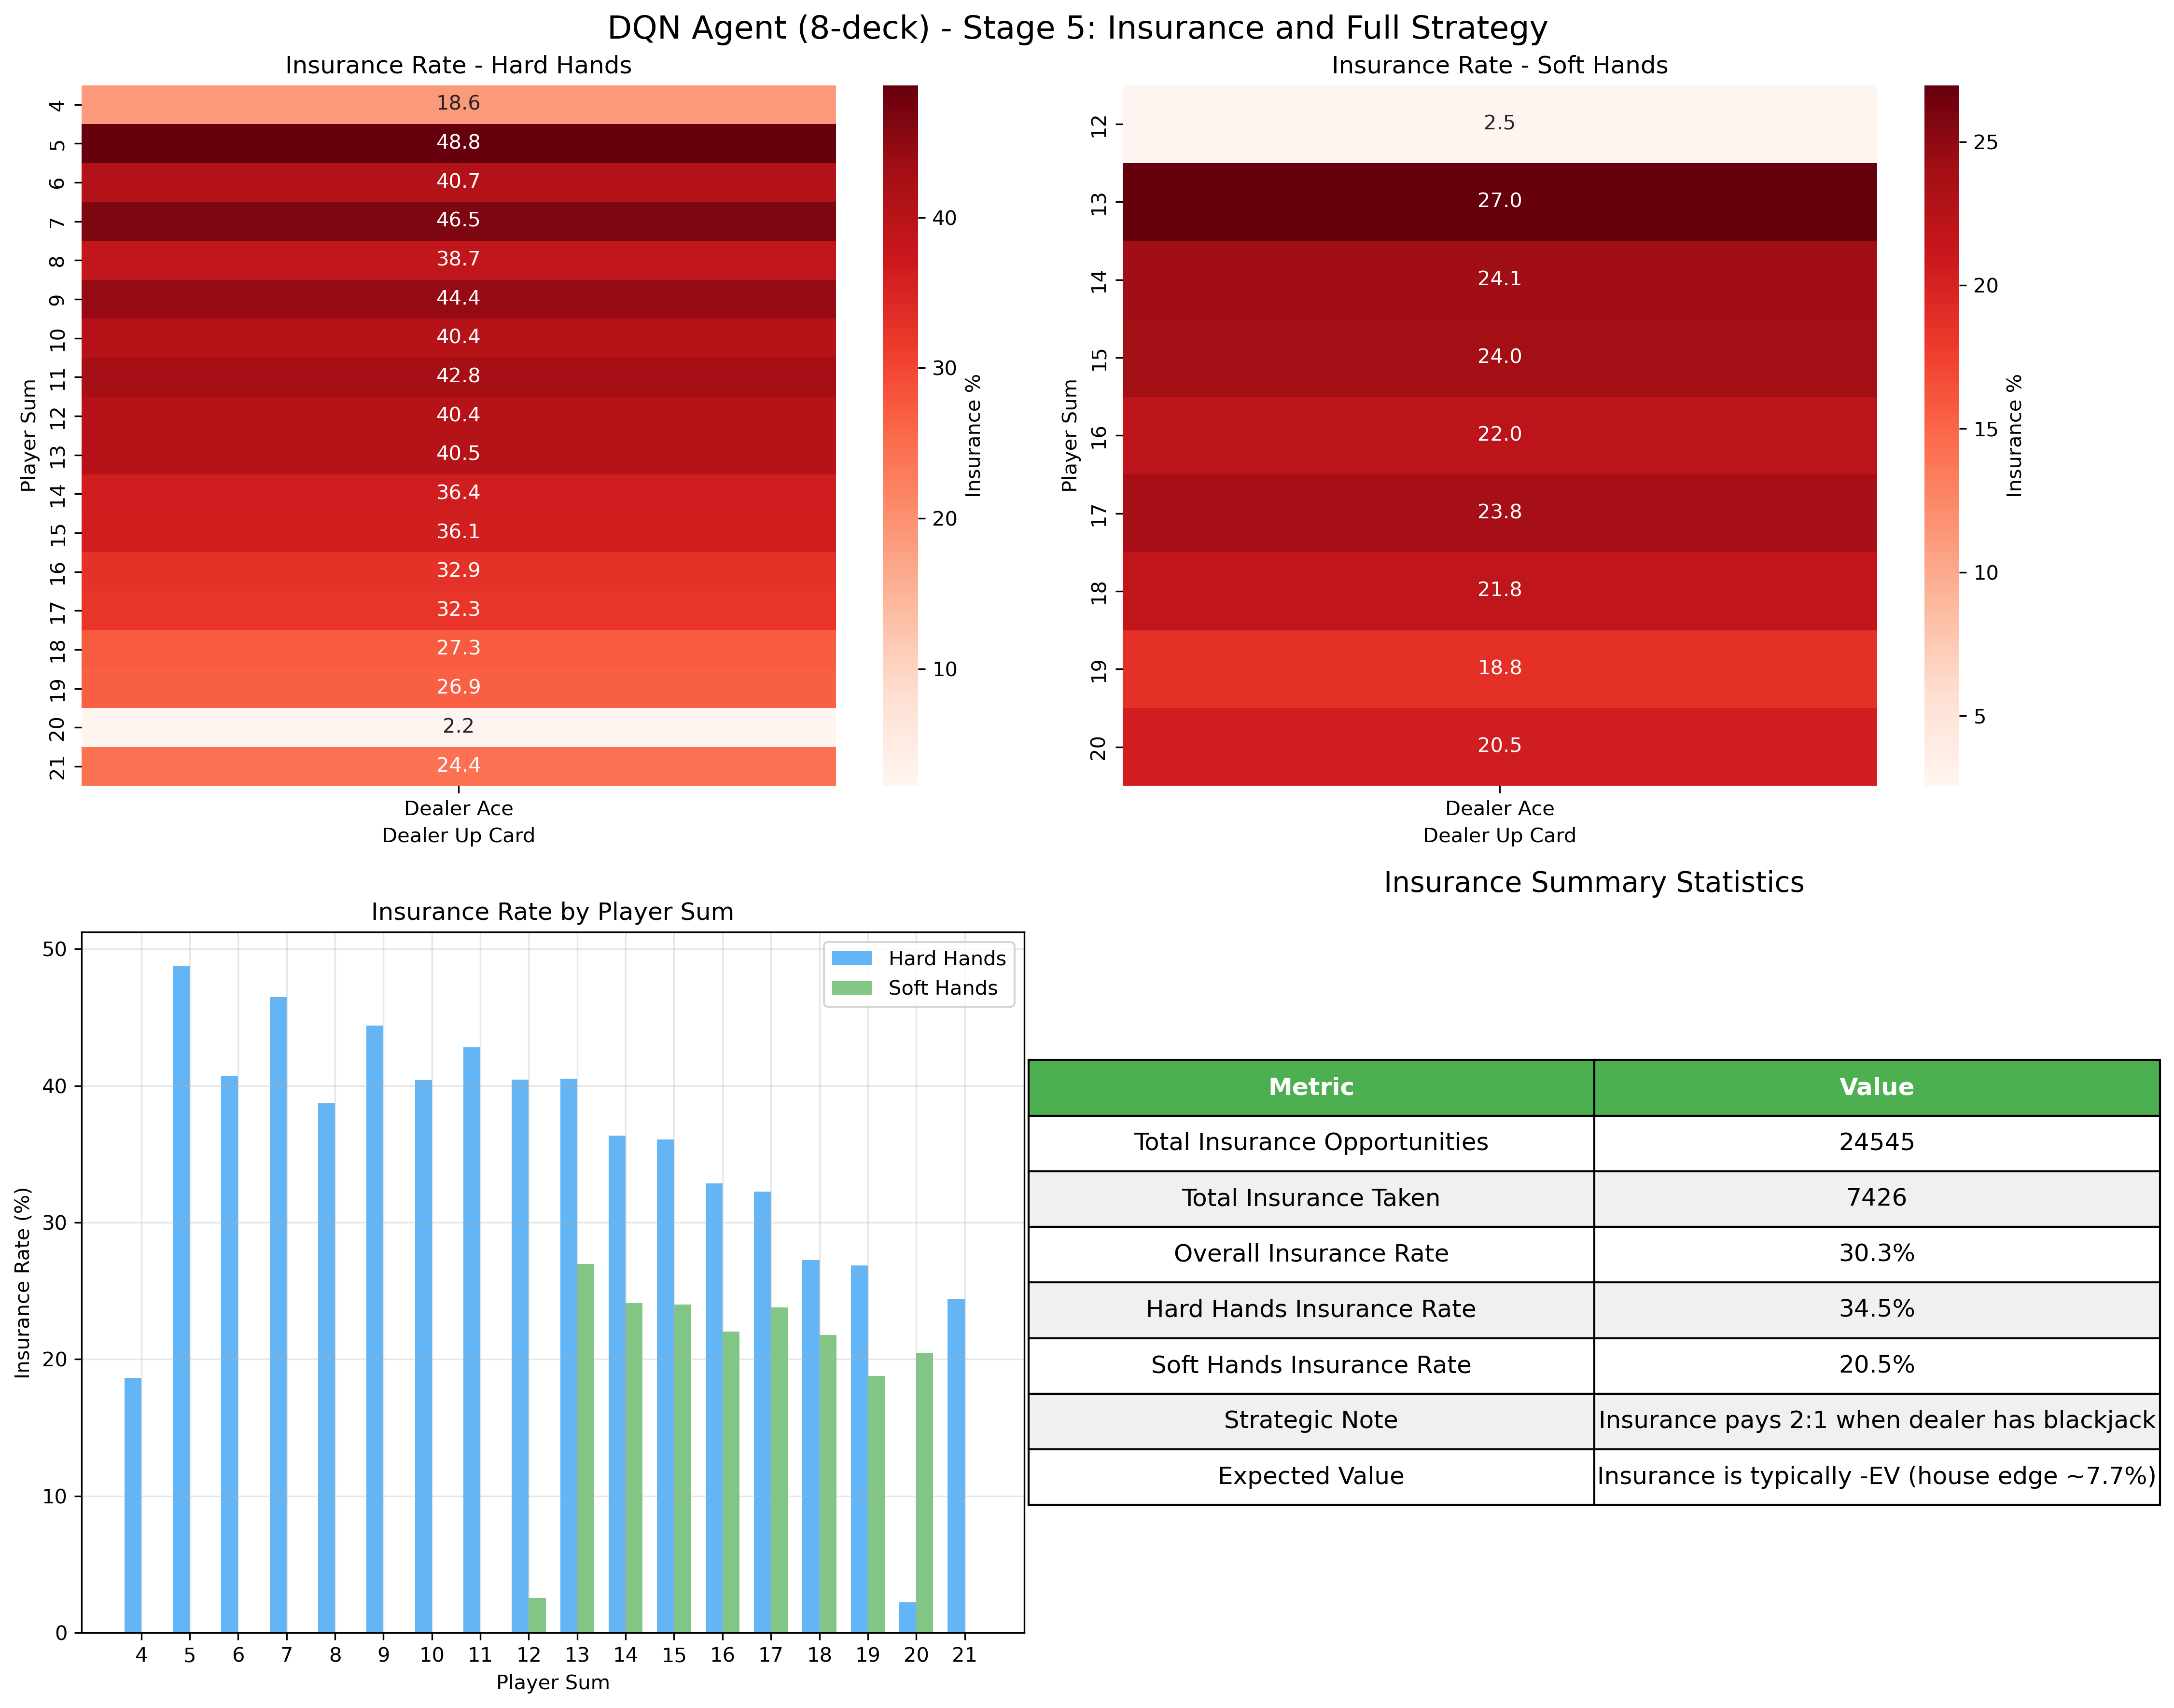 DQN Agent (8-deck) - Stage 5: Insurance and Full Strategy
Insurance Rate - Hard Hands
Player Sum
4
5
6
7
8
9
10
11
12
13
14
15
16
17
18
19
20
21
18.6
48.8
40.7
46.5
38.7
44.4
40.4
42.8
40.4
40.5
36.4
36.1
32.9
32.3
27.3
26.9
2.2
24.4
Dealer Ace
Dealer Up Card
40
30
20
10
Insurance %
Insurance Rate - Soft Hands
Player Sum
12
13
14
15
16
17
18
19
20
2.5
27.0
24.1
24.0
22.0
23.8
21.8
18.8
20.5
Dealer Ace
Dealer Up Card
25
20
15
10
5
Insurance %
Insurance Rate by Player Sum
Insurance Rate (%)
50
40
30
20
10
0
Hard Hands
Soft Hands
4 5 6 7 8 9 10 11 12 13 14 15 16 17 18 19 20 21
Player Sum
Insurance Summary Statistics
Metric Value
Total Insurance Opportunities 24545
Total Insurance Taken 7426
Overall Insurance Rate 30.3%
Hard Hands Insurance Rate 34.5%
Soft Hands Insurance Rate 20.5%
Strategic Note Insurance pays 2:1 when dealer has blackjack
Expected Value Insurance is typically -EV (house edge ~7.7%)